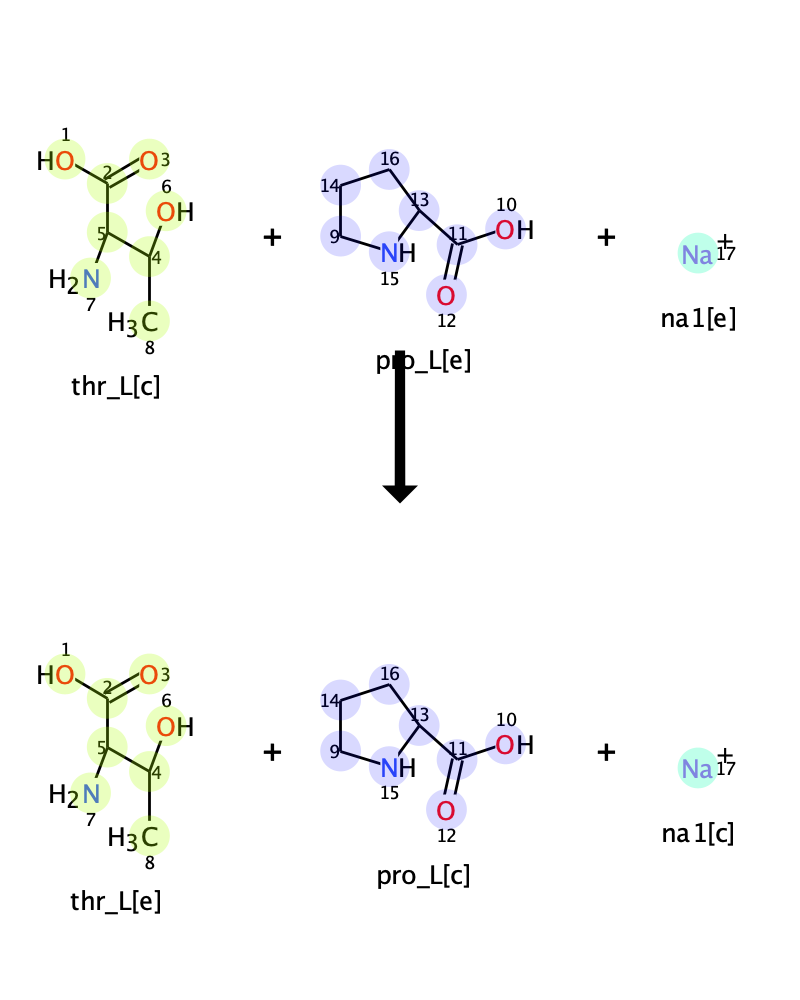 1
HO
2
O
3
6
OH
5
4
H2N
7
H3C
8
thr_L[c]
+
16
14
13
9
NH
15
11
10
OH
O
12
pro_L[e]
+
Na+
17
na1[e]
1
HO
2
O
3
6
OH
5
4
H2N
7
H3C
8
thr_L[e]
+
16
14
13
9
NH
15
11
10
OH
O
12
pro_L[c]
+
Na+
17
na1[c]